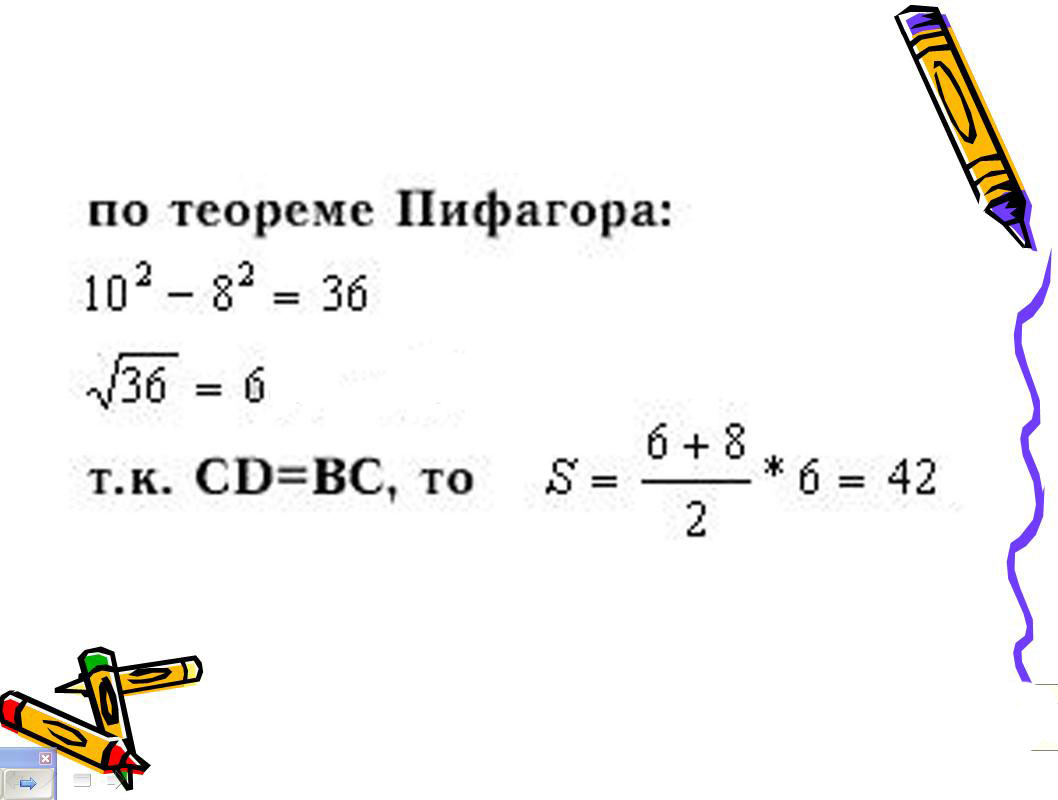 по теореме Пифагора:
10² − 8² = 36
√36 = 6
т.к. CD=BC, то S = (6 + 8)/2 * 6 = 42